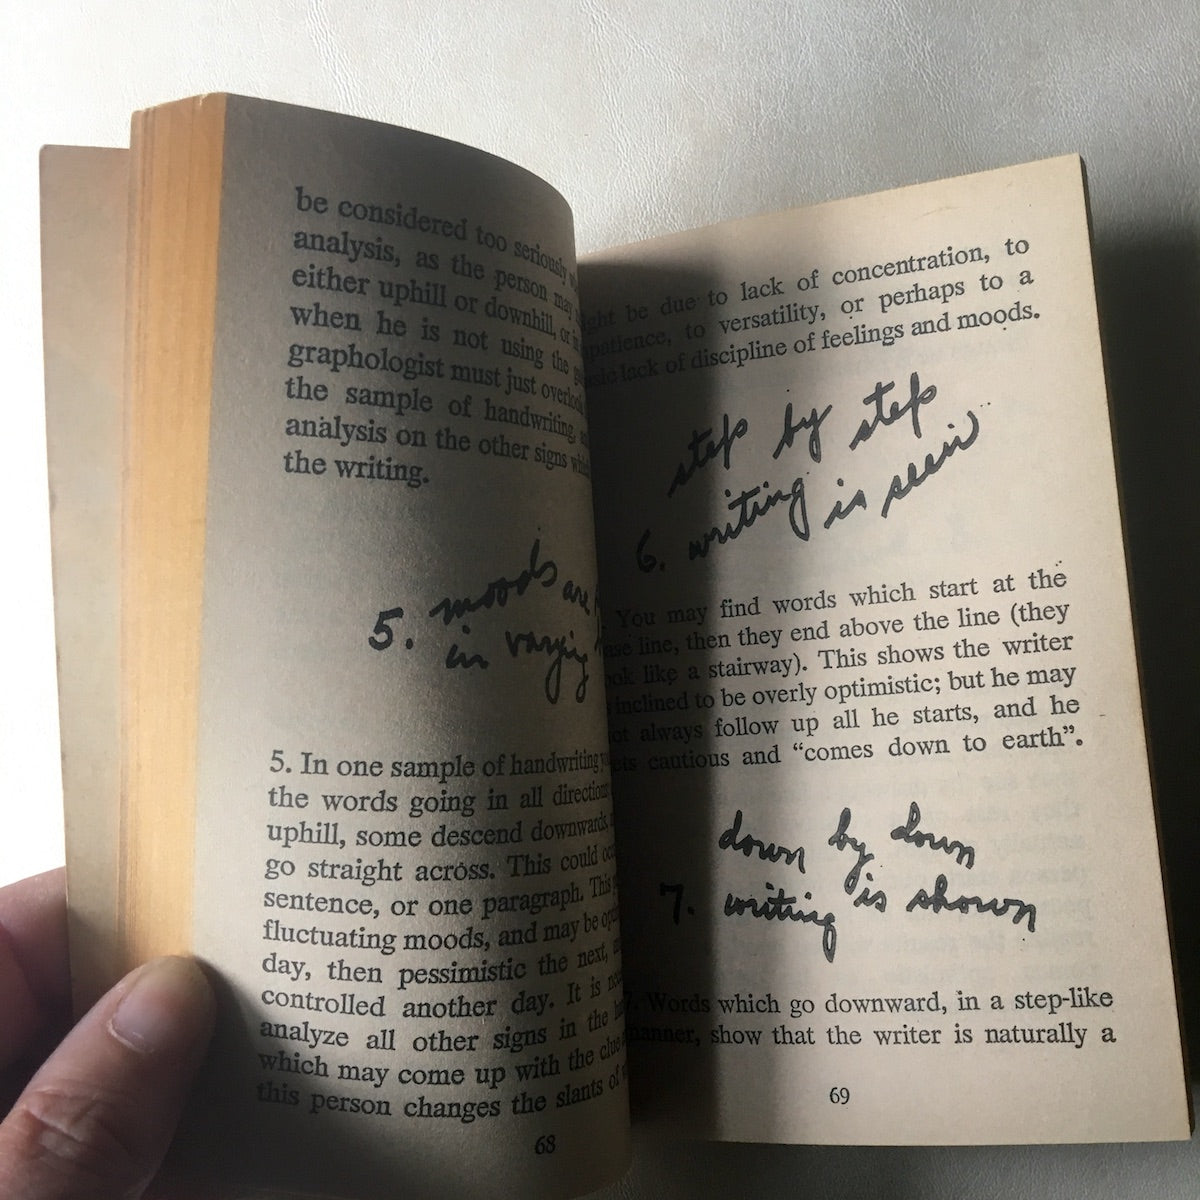 be considered too seriously
analysis, as the person may
either uphill or downhill, or
when he is not using the
graphologist must just overlook
the sample of handwriting,
analysis on the other signs
the writing.
5. moods are
in varying
5. In one sample of handwriting
the words going in all directions
uphill, some descend downwards,
go straight across. This could
sentence, or one paragraph. This
fluctuating moods, and may be
day, then pessimistic the next,
controlled another day. It is
analyze all other signs in the
which may come up with the clue
this person changes the slants of
68
be due to lack of concentration, to
to versatility, or perhaps to a
lack of discipline of feelings and moods.
step by step
6. writing is seen
You may find words which start at the
line, then they end above the line (they
like a stairway). This shows the writer
inclined to be overly optimistic; but he may
always follow up all he starts, and he
cautious and “comes down to earth”.
down by down
7. writing is shown
7. Words which go downward, in a step-like
manner, show that the writer is naturally a
69